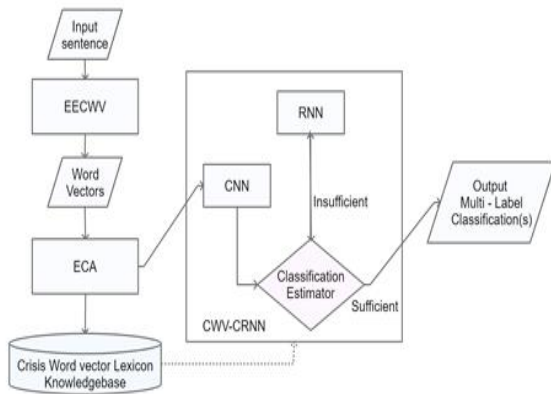 Input
sentence
EECWV
Word
Vectors
ECA
Crisis Word vector Lexicon
Knowledgebase
RNN
CNN
Insufficient
Classification
Estimator
Sufficient
CWV-CRNN
Output
Multi - Label
Classification(s)